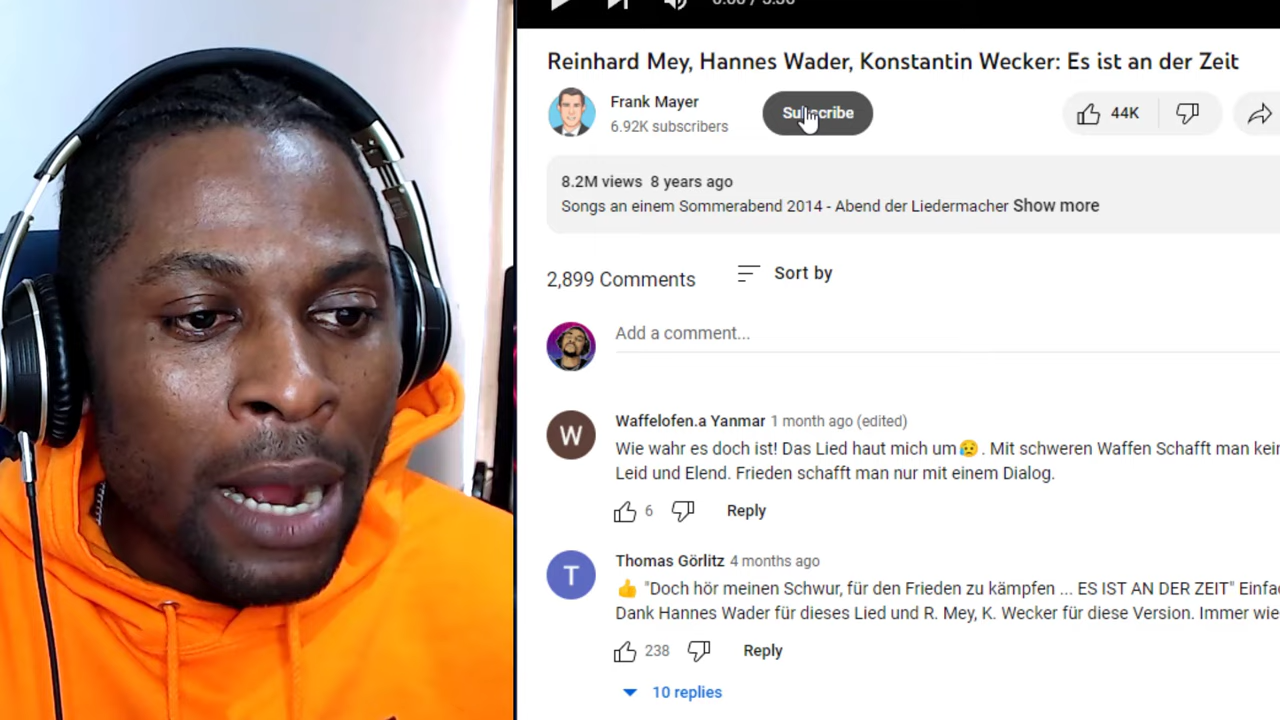 Reinhard Mey, Hannes Wader, Konstantin Wecker: Es ist an der Zeit
Frank Mayer
6.92K subscribers
Subscribe
44K
8.2M views 8 years ago
Songs an einem Sommerabend 2014 - Abend der Liedermacher Show more
2,899 Comments
Sort by
Add a comment...
W
Waffelofen.a Yanmar 1 month ago (edited)
Wie wahr es doch ist! Das Lied haut mich um😥. Mit schweren Waffen Schafft man
Leid und Elend. Frieden schafft man nur mit einem Dialog.
6
Reply
T
Thomas Görlitz 4 months ago
👍 "Doch hör meinen Schwur, für den Frieden zu kämpfen ... ES IST AN DER ZEIT"
Dank Hannes Wader für dieses Lied und R. Mey, K. Wecker für diese Version. Immer
238
Reply
10 replies